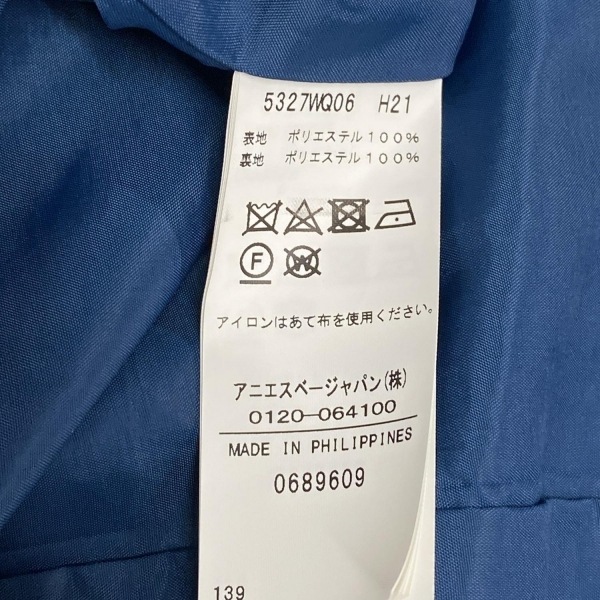 5327WQ06 H21
表地 ポリエステル100%
裏地 ポリエステル100%
F W
アイロンはあて布を使用ください。
アニエスベージャパン(株)
0120-064100
MADE IN PHILIPPINES
0689609
139